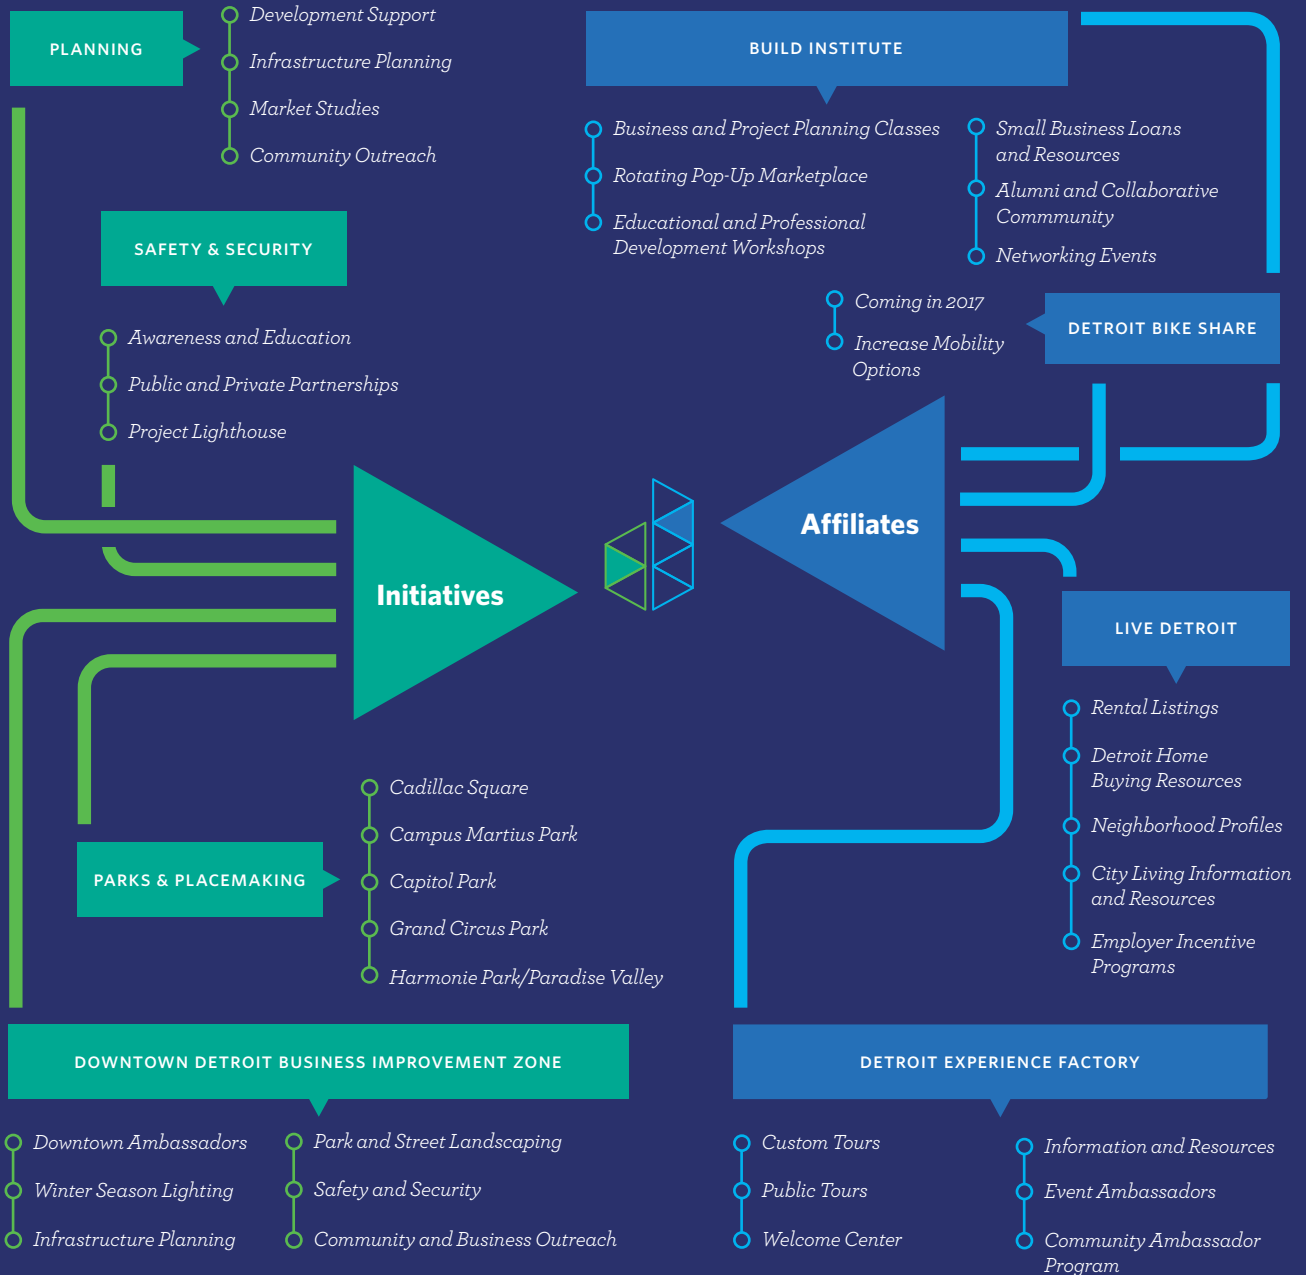 PLANNING
Development Support
Infrastructure Planning
Market Studies
Community Outreach
SAFETY & SECURITY
Awareness and Education
Public and Private Partnerships
Project Lighthouse
BUILD INSTITUTE
Business and Project Planning Classes
Rotating Pop-Up Marketplace
Educational and Professional
Development Workshops
Small Business Loans
and Resources
Alumni and Collaborative
Commmunity
Networking Events
Coming in 2017
Increase Mobility
Options
DETROIT BIKE SHARE
Initiatives
Affiliates
LIVE DETROIT
Rental Listings
Detroit Home
Buying Resources
Neighborhood Profiles
City Living Information
and Resources
Employer Incentive
Programs
PARKS & PLACEMAKING
Cadillac Square
Campus Martius Park
Capitol Park
Grand Circus Park
Harmonie Park/Paradise Valley
DOWNTOWN DETROIT BUSINESS IMPROVEMENT ZONE
Downtown Ambassadors
Winter Season Lighting
Infrastructure Planning
Park and Street Landscaping
Safety and Security
Community and Business Outreach
DETROIT EXPERIENCE FACTORY
Custom Tours
Public Tours
Welcome Center
Information and Resources
Event Ambassadors
Community Ambassador
Program